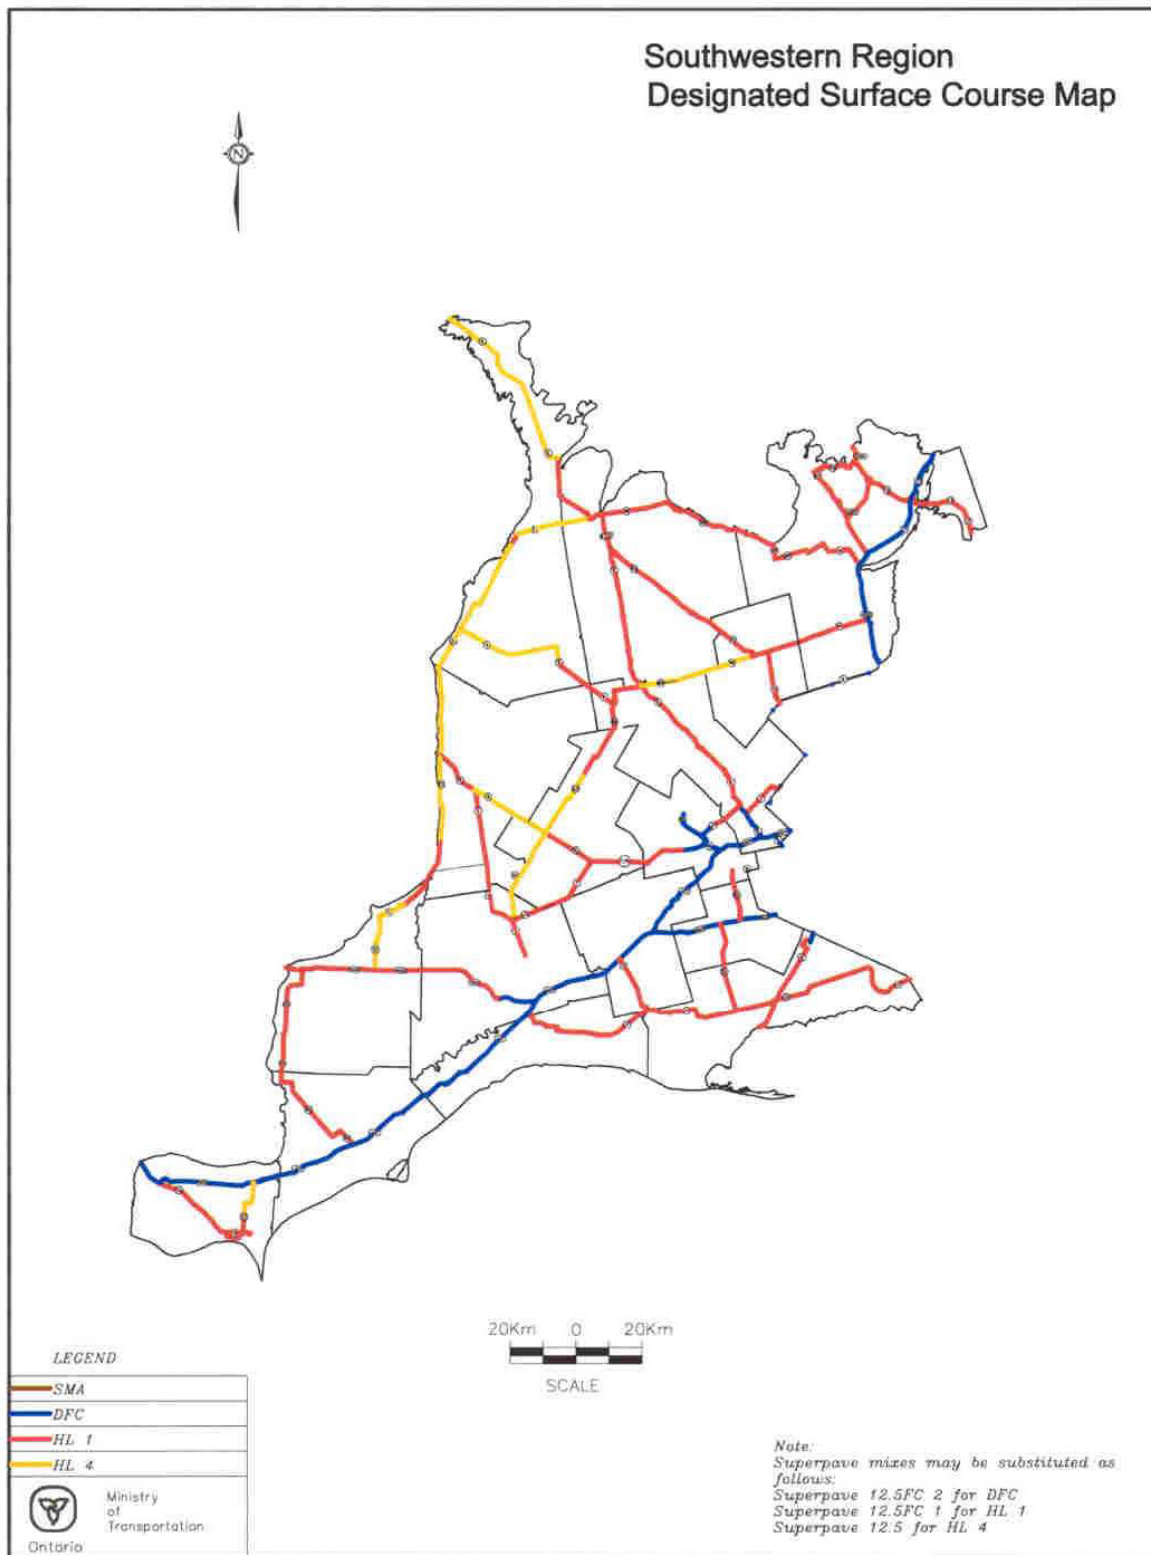 Southwestern Region
Designated Surface Course Map
N
20Km 0 20Km
SCALE
LEGEND
SMA
DFC
HL 1
HL 4
Ministry
of
Transportation
Ontario
Note:
Superpave mixes may be substituted as
follows:
Superpave 12.5FC 2 for DFC
Superpave 12.5FC 1 for HL 1
Superpave 12.5 for HL 4